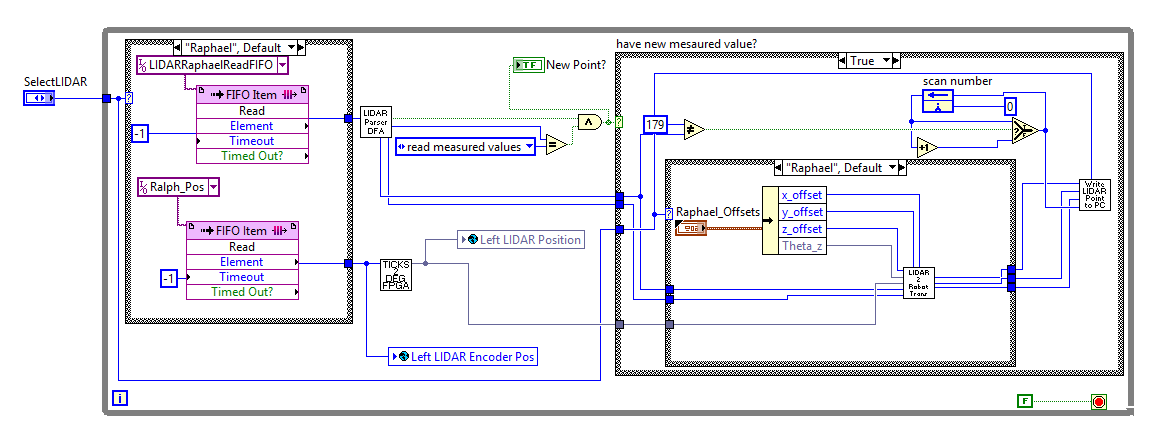 have new mesaured value?
"Raphael", Default
True
LIDARRaphaelReadFIFO
New Point?
TF
SelectLIDAR
scan number
FIFO Item
Read
Element
Timeout
Timed Out?
-1
LIDAR
Parser
DFA
read measured values
=
Λ
?
179
≠
0
+1
?
T
F
"Raphael", Default
Ralph_Pos
FIFO Item
Read
Element
Timeout
Timed Out?
-1
Raphael_Offsets
x_offset
y_offset
z_offset
Theta_z
Write
LIDAR
Point
to PC
Left LIDAR Position
TICKS
2
DEG
FPGA
LIDAR
2
Robot
Trans
Left LIDAR Encoder Pos
i
F